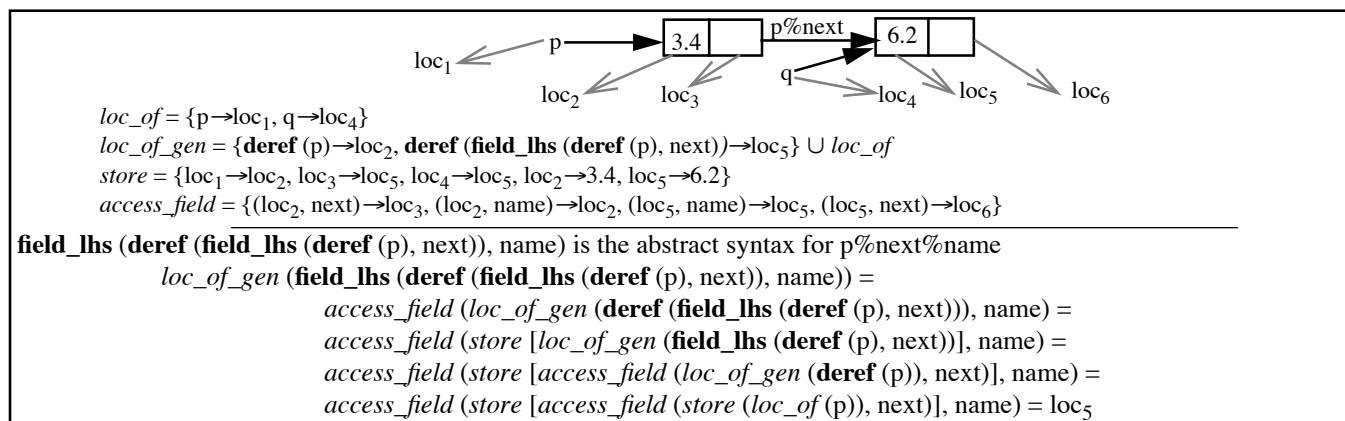 p 3.4 p%next 6.2
loc₁ q
loc₂ loc₃ loc₄ loc₅ loc₆
loc_of = {p→loc₁, q→loc₄}
loc_of_gen = {deref (p)→loc₂, deref (field_lhs (deref (p), next))→loc₅} ∪ loc_of
store = {loc₁→loc₂, loc₃→loc₅, loc₄→loc₅, loc₂→3.4, loc₅→6.2}
access_field = {(loc₂, next)→loc₃, (loc₂, name)→loc₂, (loc₅, name)→loc₅, (loc₅, next)→loc₆}
field_lhs (deref (field_lhs (deref (p), next)), name) is the abstract syntax for p%next%name
loc_of_gen (field_lhs (deref (field_lhs (deref (p), next)), name)) =
access_field (loc_of_gen (deref (field_lhs (deref (p), next))), name) =
access_field (store [loc_of_gen (field_lhs (deref (p), next))], name) =
access_field (store [access_field (loc_of_gen (deref (p)), next)], name) =
access_field (store [access_field (store (loc_of (p)), next)], name) = loc₅